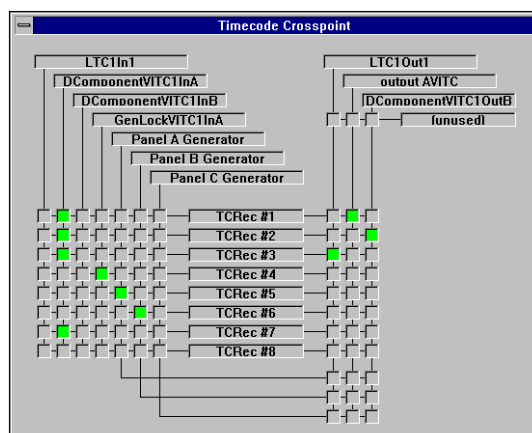 Timecode Crosspoint
LTC1In1
DComponentVITC1InA
DComponentVITC1InB
GenLockVITC1InA
Panel A Generator
Panel B Generator
Panel C Generator
LTC1Out1
output AVITC
DComponentVITC1OutB
(unused)
TCRec #1
TCRec #2
TCRec #3
TCRec #4
TCRec #5
TCRec #6
TCRec #7
TCRec #8